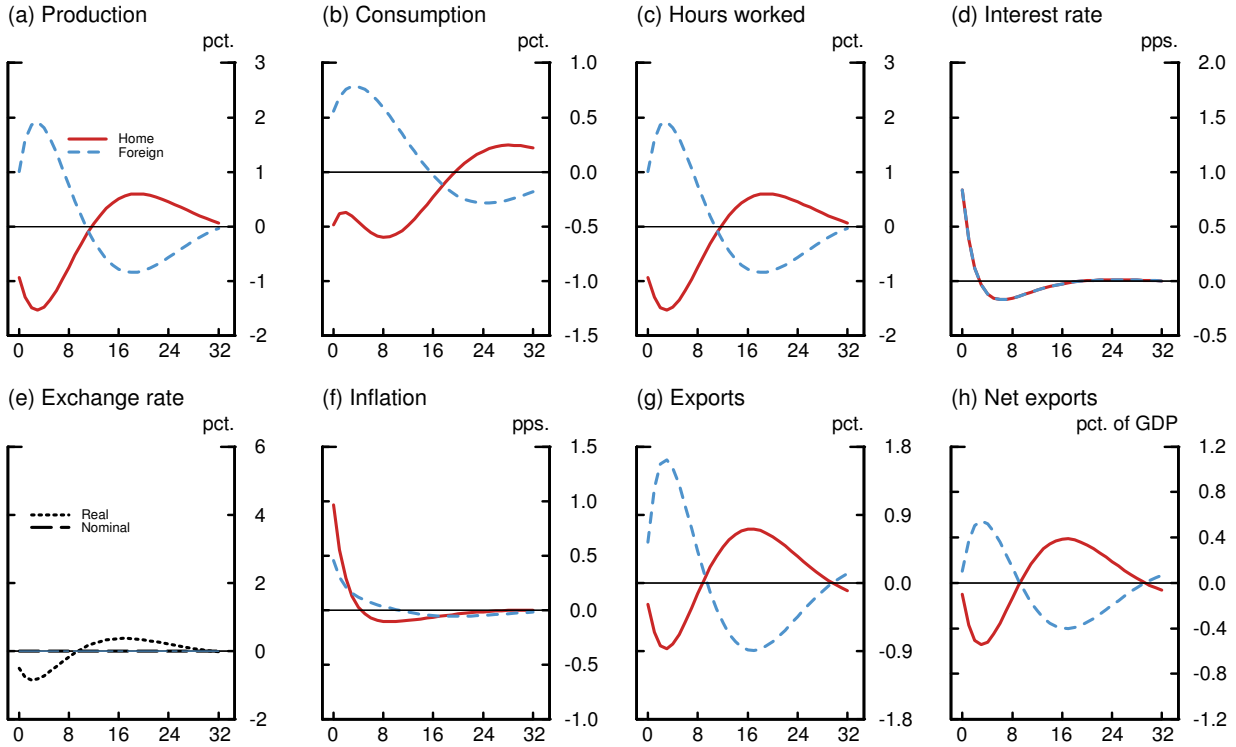 (a) Production
pct.
3
2
1
0
-1
-2
Home
Foreign
0 8 16 24 32
(b) Consumption
pct.
1.0
0.5
0.0
-0.5
-1.0
-1.5
0 8 16 24 32
(c) Hours worked
pct.
3
2
1
0
-1
-2
0 8 16 24 32
(d) Interest rate
pps.
2.0
1.5
1.0
0.5
0.0
-0.5
0 8 16 24 32
(e) Exchange rate
pct.
6
4
2
0
-2
Real
Nominal
0 8 16 24 32
(f) Inflation
pps.
1.5
1.0
0.5
0.0
-0.5
-1.0
0 8 16 24 32
(g) Exports
pct.
1.8
0.9
0.0
-0.9
-1.8
0 8 16 24 32
(h) Net exports
pct. of GDP
1.2
0.8
0.4
0.0
-0.4
-0.8
-1.2
0 8 16 24 32